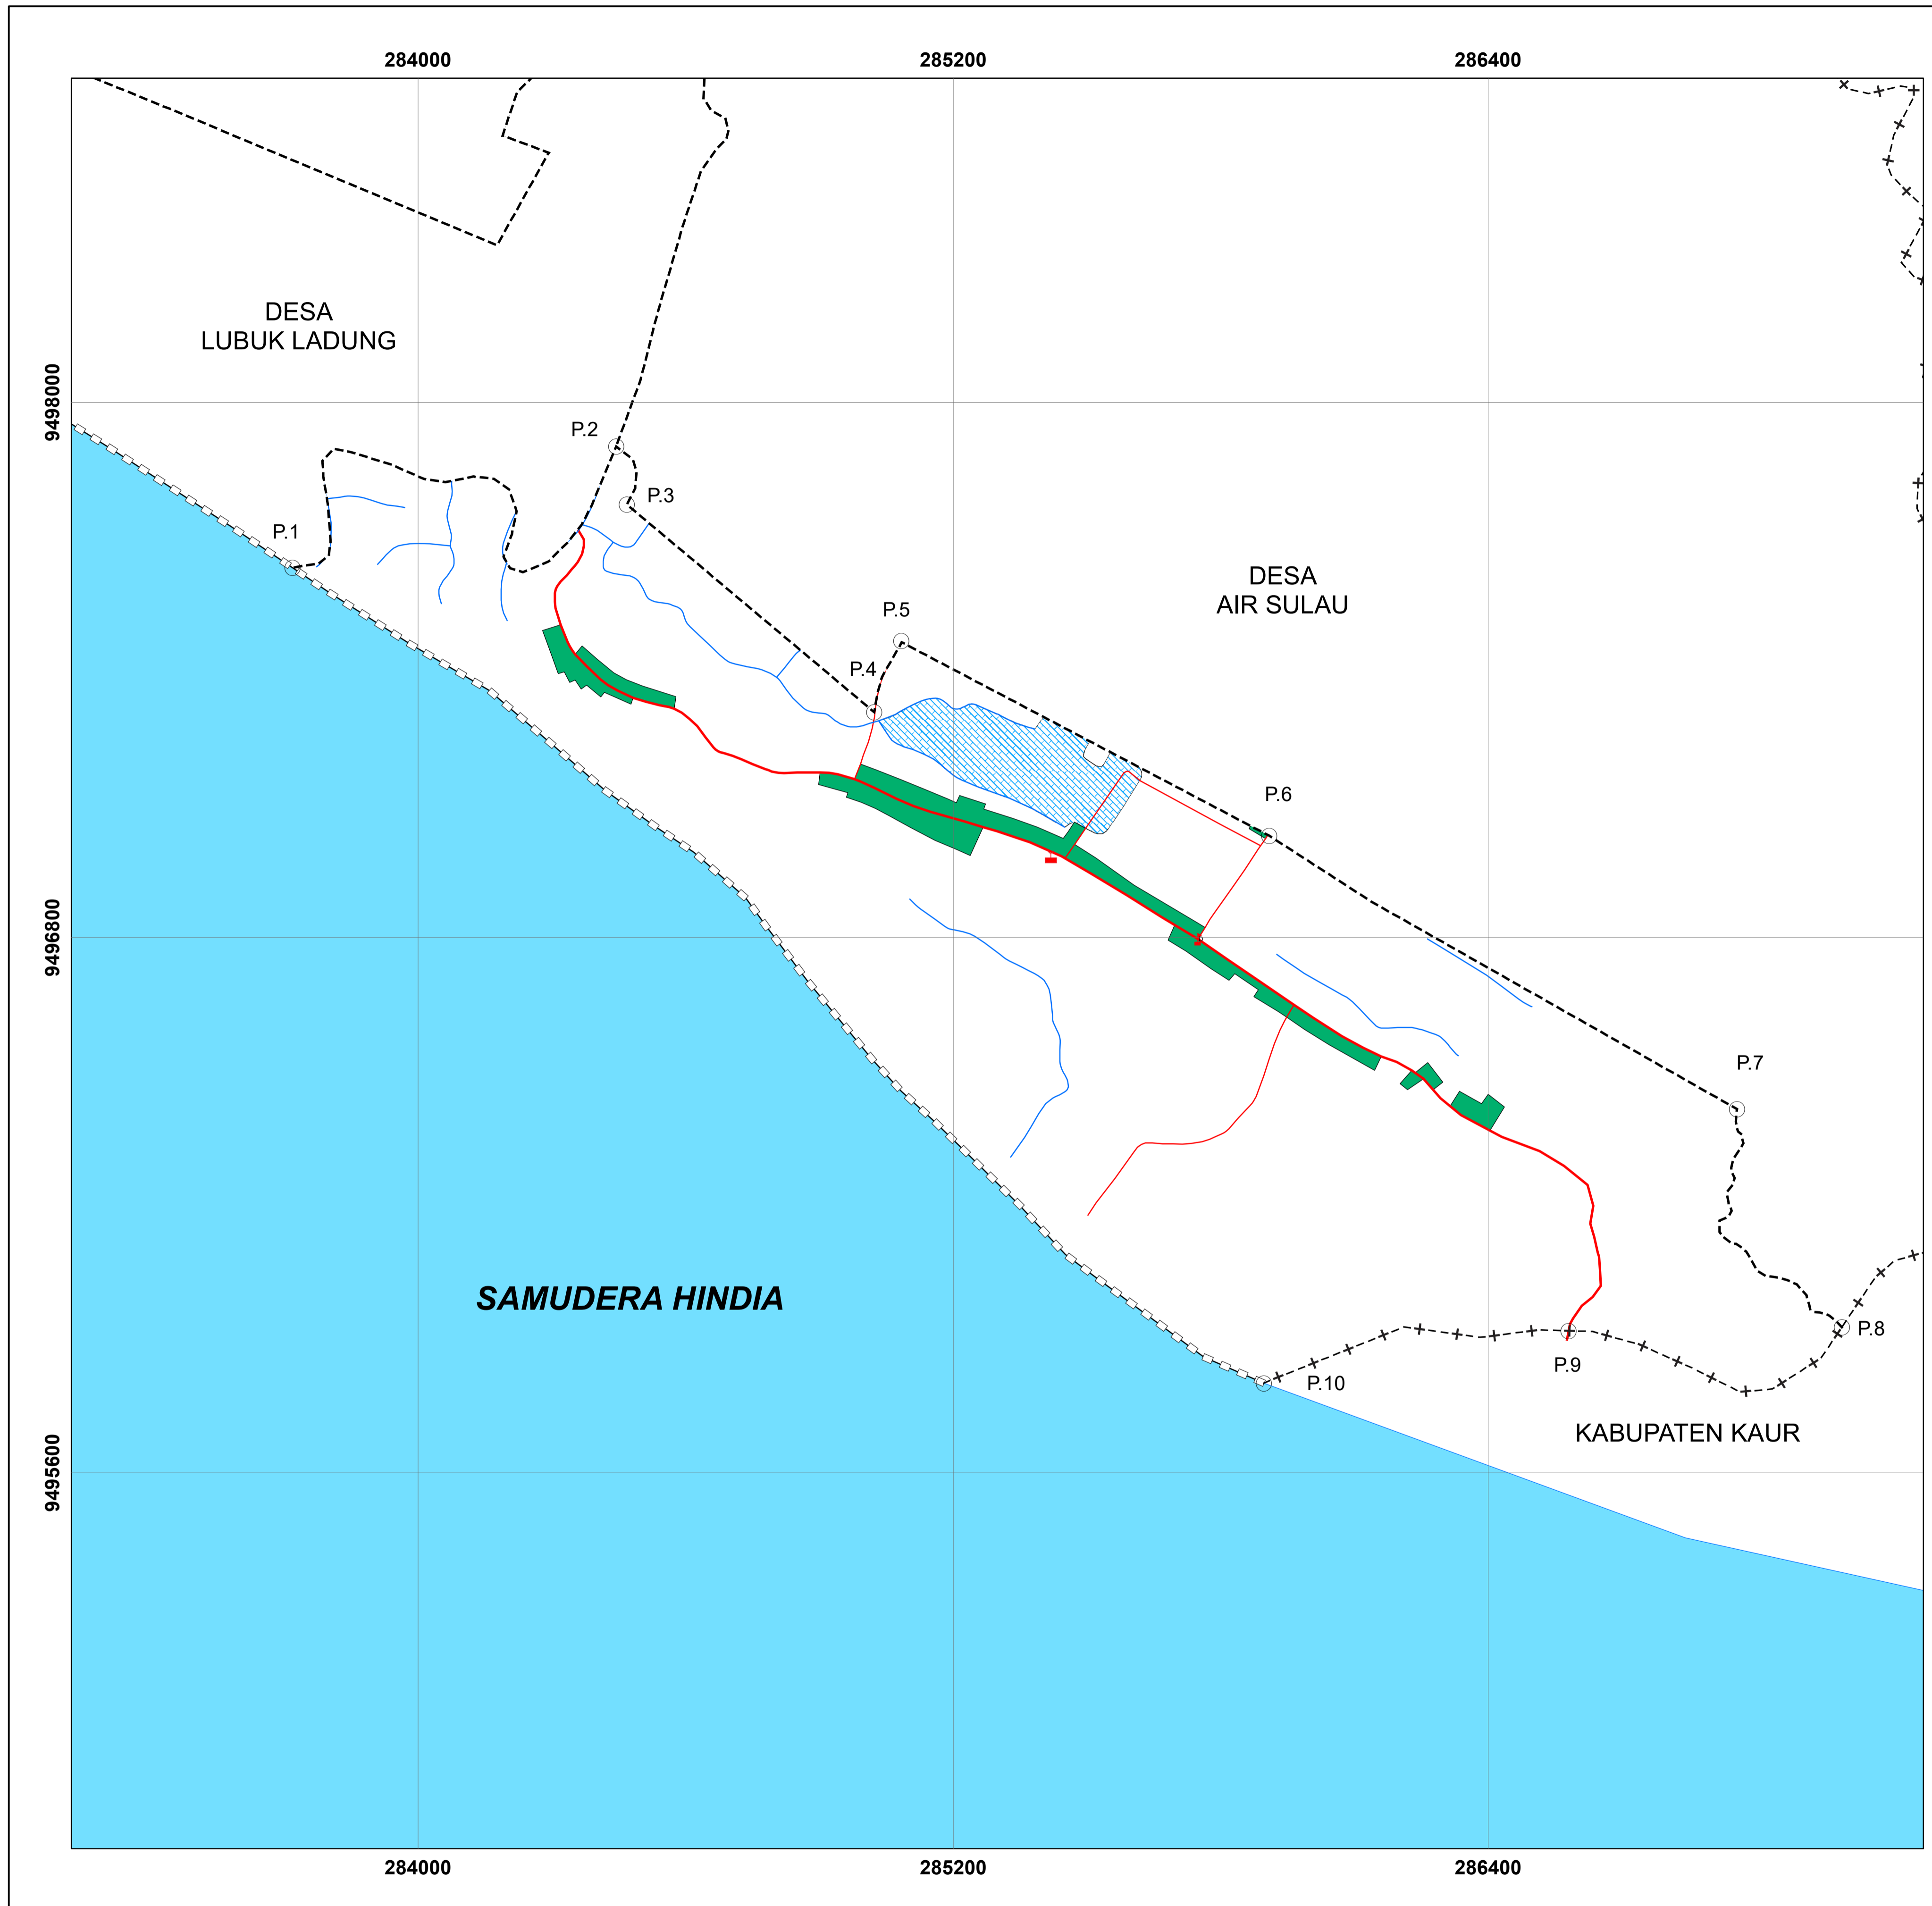 284000 285200 286400
DESA
LUBUK LADUNG
9498000
P.2
P.3
P.1
DESA
AIR SULAU
P.5
P.4
P.6
9496800
P.7
SAMUDERA HINDIA
P.8
P.9
P.10
KABUPATEN KAUR
9495600
284000 285200 286400